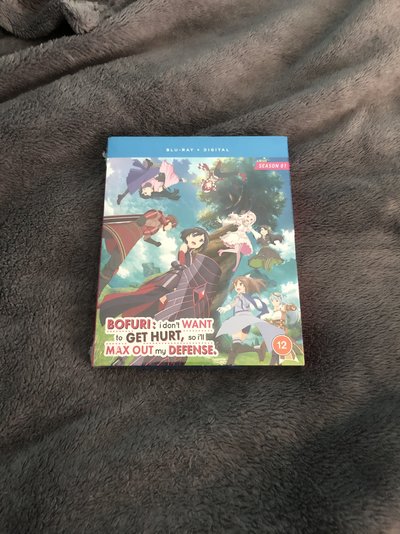 BLU-RAY + DIGITAL
SEASON 01
BOFURI: i don't WANT
to GET HURT, so i'll
MAX OUT my DEFENSE.
12